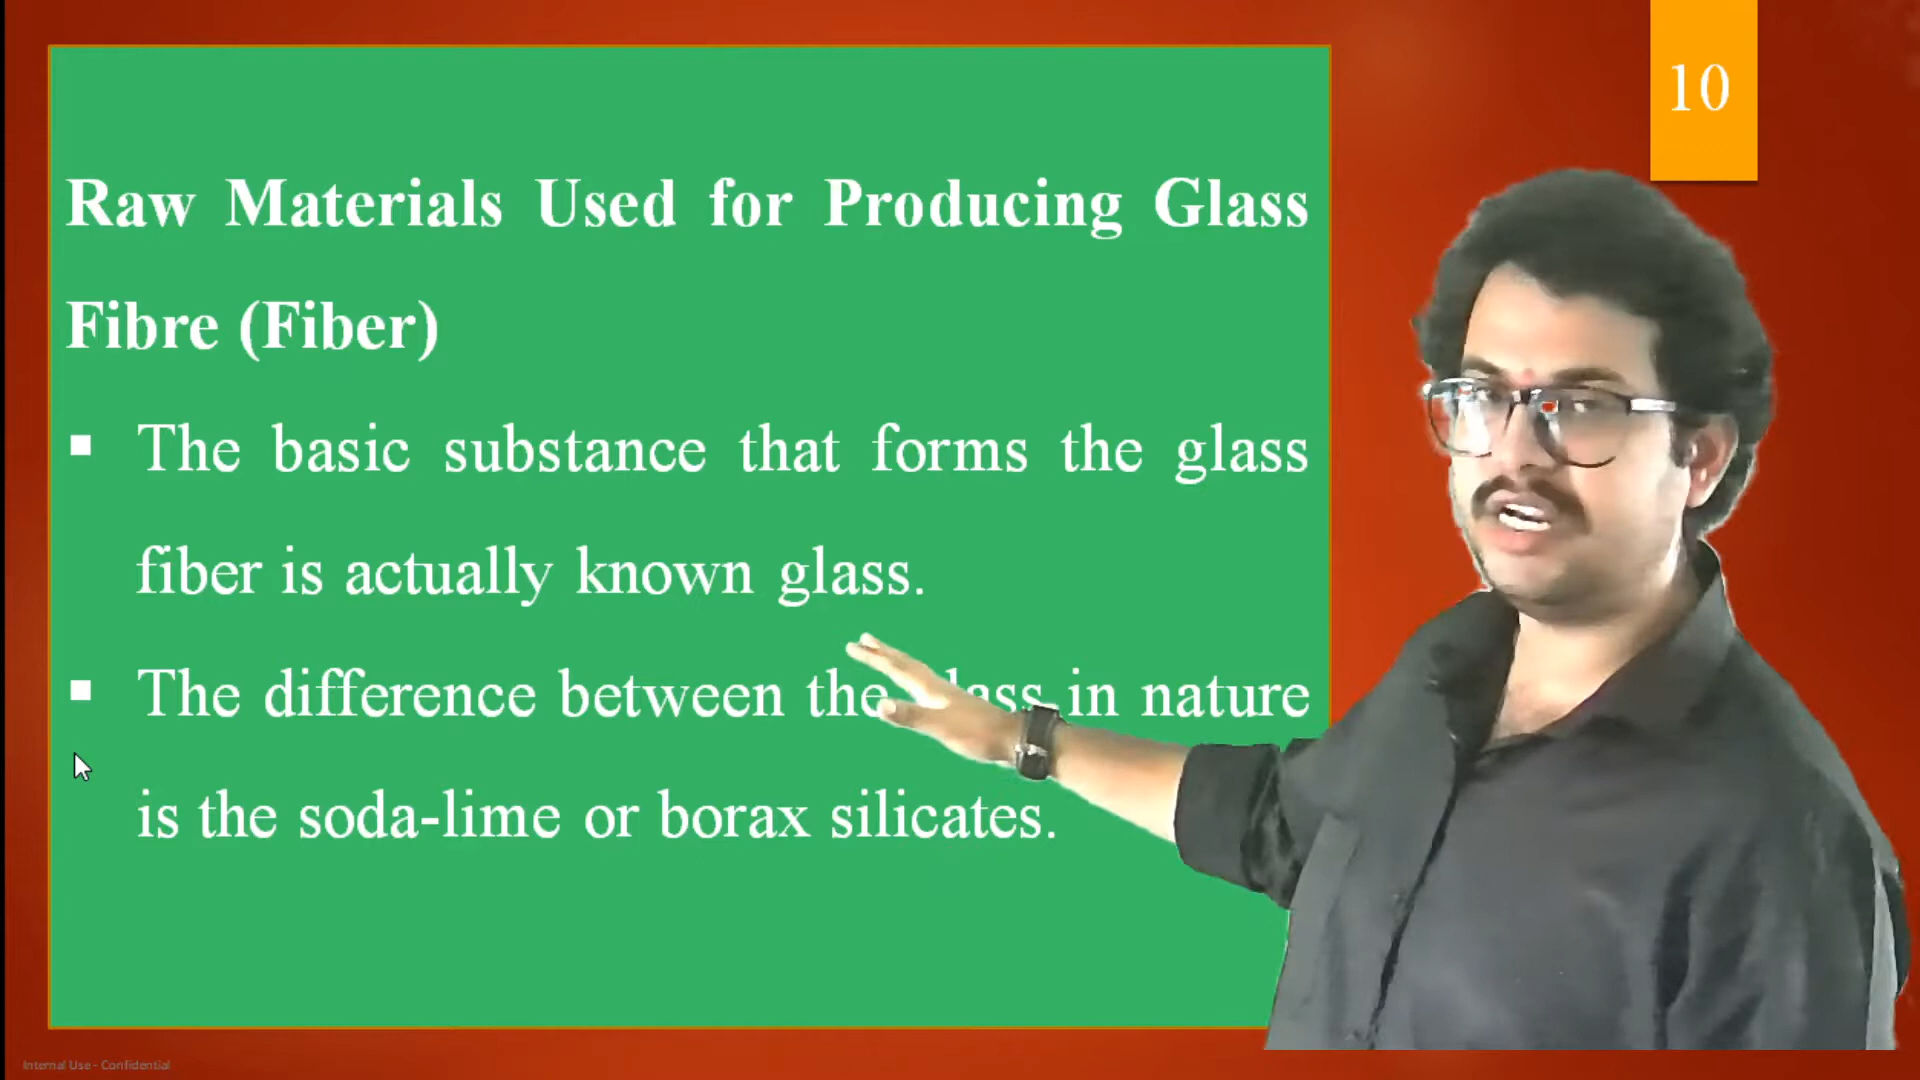 10
Raw Materials Used for Producing Glass
Fibre (Fiber)
▪ The basic substance that forms the glass
fiber is actually known glass.
▪ The difference between the in nature
is the soda-lime or borax silicates.
Internal Use - Confidential